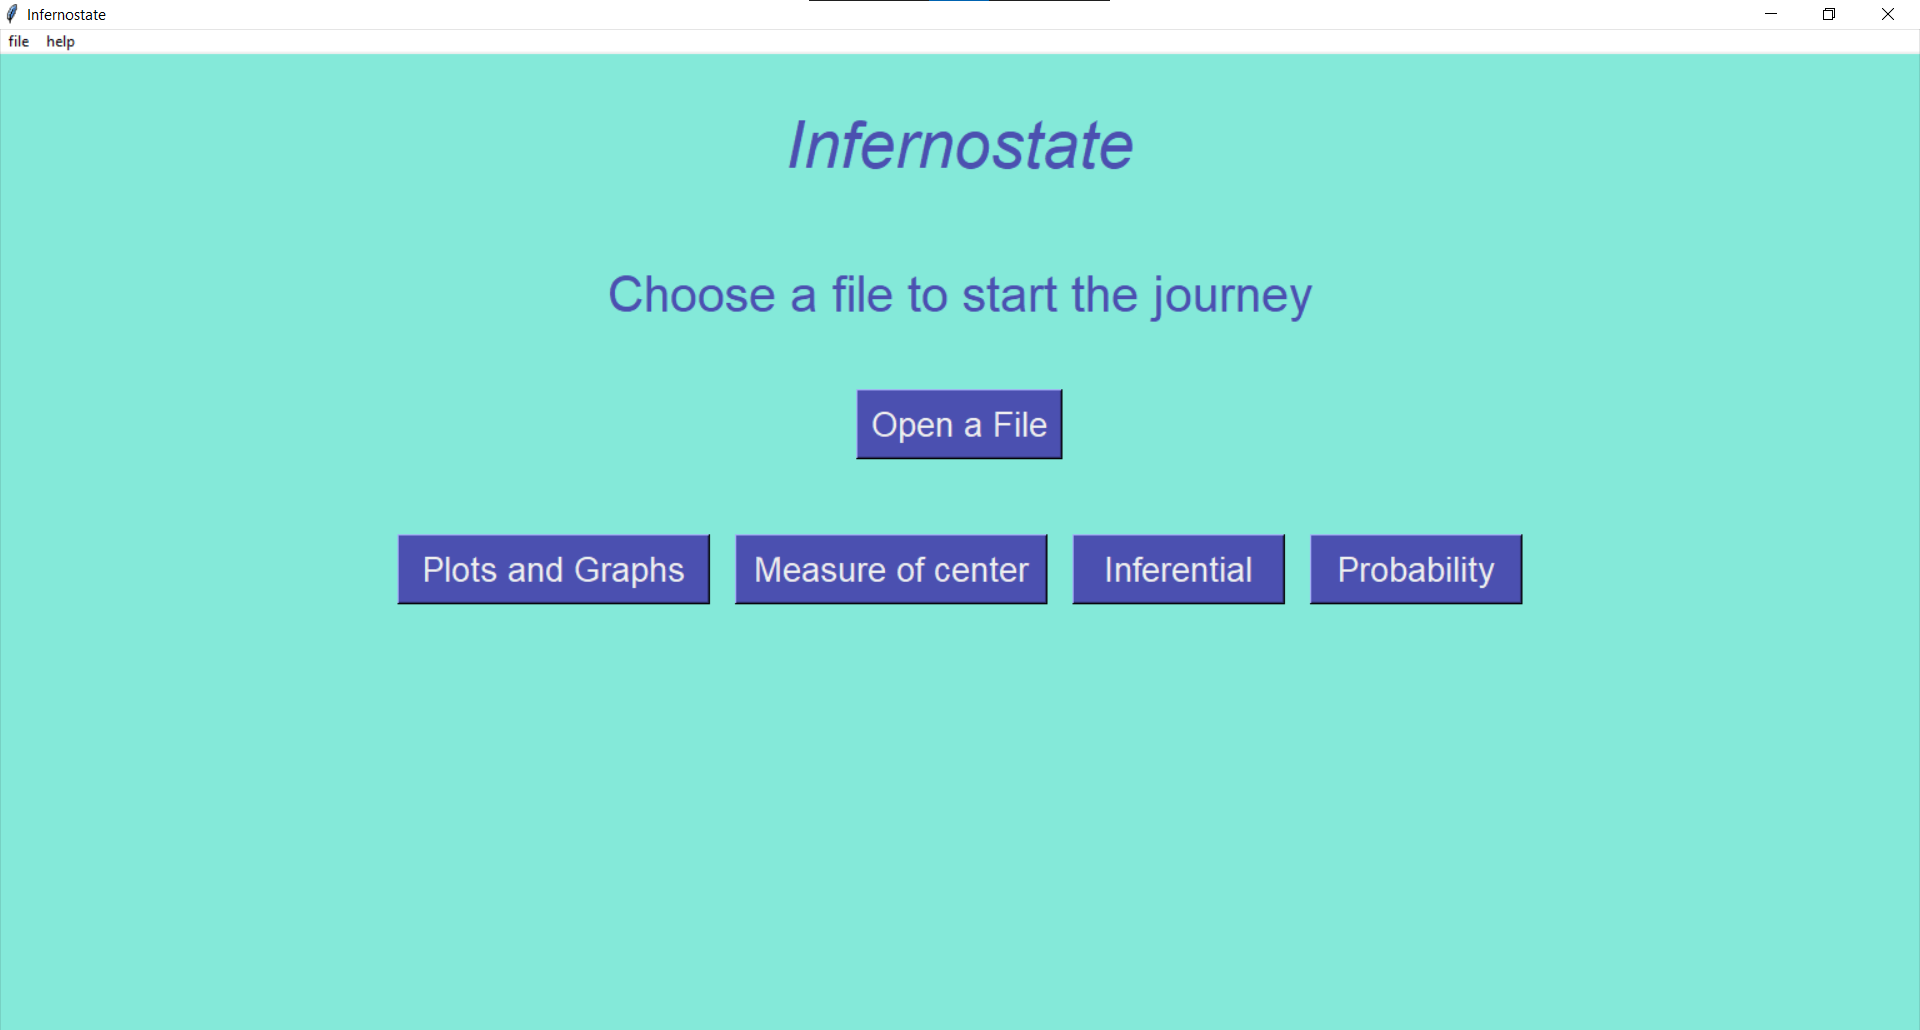 Infernostate
file help
Infernostate
Choose a file to start the journey
Open a File
Plots and Graphs Measure of center Inferential Probability